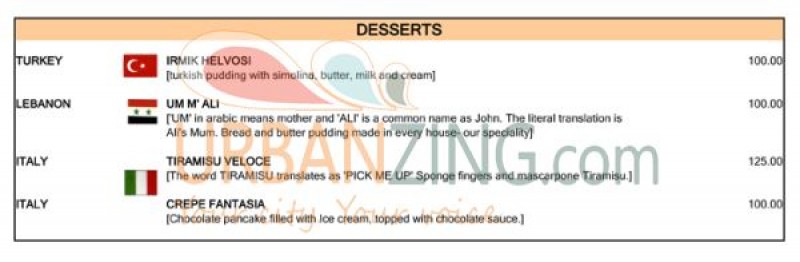 DESSERTS
TURKEY IRMIK HELVOSI 100.00
[turkish pudding with simolina, butter, milk and cream]
LEBANON UM M' ALI 100.00
['UM' in arabic means mother and 'ALI' is a common name as John. The literal translation is
Ali's Mum. Bread and butter pudding made in every house- our speciality]
ITALY TIRAMISU VELOCE 125.00
[The word TIRAMISU translates as 'PICK ME UP' Sponge fingers and mascarpone Tiramisu.]
ITALY CREPE FANTASIA 100.00
[Chocolate pancake filled with Ice cream, topped with chocolate sauce.]
URBANZING.com
Your city Your voice